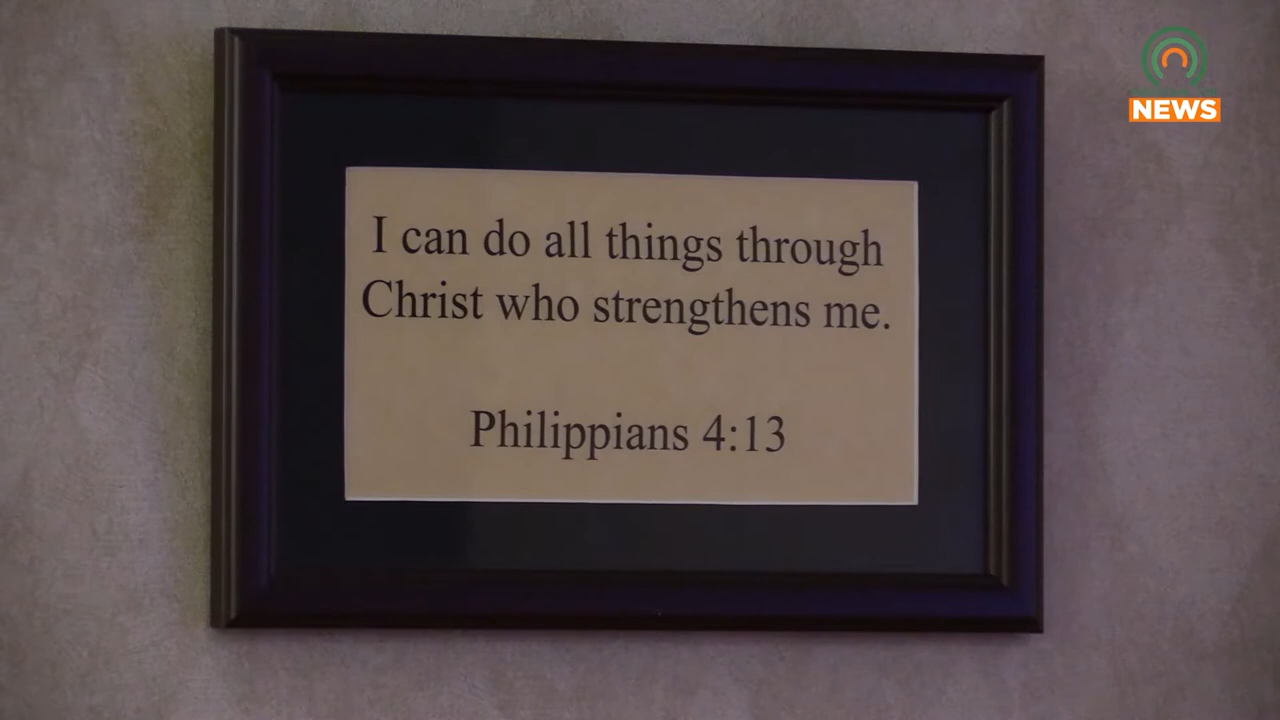 NEWS
I can do all things through
Christ who strengthens me.
Philippians 4:13